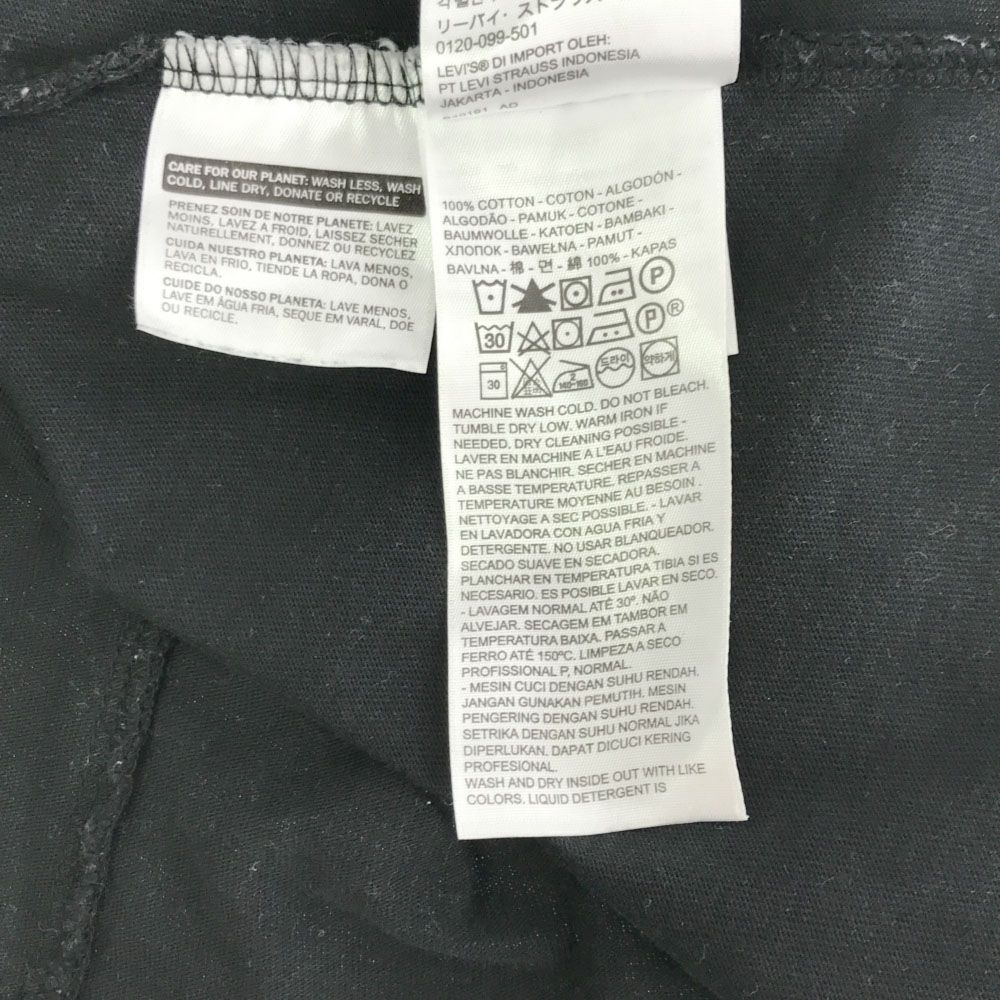 リーバイ・ストラウス
0120-099-501
LEVI'S® DI IMPORT OLEH:
PT LEVI STRAUSS INDONESIA
JAKARTA - INDONESIA
CARE FOR OUR PLANET: WASH LESS, WASH
COLD, LINE DRY, DONATE OR RECYCLE
PRENEZ SOIN DE NOTRE PLANETE: LAVEZ
MOINS, LAVEZ A FROID, LAISSEZ SECHER
NATURELLEMENT, DONNEZ OU RECYCLEZ
CUIDA NUESTRO PLANETA: LAVA MENOS,
LAVA EN FRIO, TIENDE LA ROPA, DONA O
RECICLA.
CUIDE DO NOSSO PLANETA: LAVE MENOS,
LAVE EM ÁGUA FRIA, SEQUE EM VARAL, DOE
OU RECICLE.
100% COTTON - COTON - ALGODÓN -
ALGODÃO - PAMUK - COTONE -
BAUMWOLLE - KATOEN - BAMBAKI -
ХЛОПОК - BAWEŁNA - PAMUT -
BAVLNA - 棉 - 면 - 綿 100% - KAPAS
P
30 P ®
30 2 140-160 드라이 약하게
MACHINE WASH COLD. DO NOT BLEACH.
TUMBLE DRY LOW. WARM IRON IF
NEEDED. DRY CLEANING POSSIBLE -
LAVER EN MACHINE A L'EAU FROIDE.
NE PAS BLANCHIR. SECHER EN MACHINE
A BASSE TEMPERATURE. REPASSER A
TEMPERATURE MOYENNE AU BESOIN.
NETTOYAGE A SEC POSSIBLE. - LAVAR
EN LAVADORA CON AGUA FRIA Y
DETERGENTE. NO USAR BLANQUEADOR.
SECADO SUAVE EN SECADORA.
PLANCHAR EN TEMPERATURA TIBIA SI ES
NECESARIO. ES POSIBLE LAVAR EN SECO.
- LAVAGEM NORMAL ATÉ 30º. NÃO
ALVEJAR. SECAGEM EM TAMBOR EM
TEMPERATURA BAIXA. PASSAR A
FERRO ATÉ 150ºC. LIMPEZA A SECO
PROFISSIONAL P, NORMAL.
- MESIN CUCI DENGAN SUHU RENDAH.
JANGAN GUNAKAN PEMUTIH. MESIN
PENGERING DENGAN SUHU RENDAH.
SETRIKA DENGAN SUHU NORMAL JIKA
DIPERLUKAN. DAPAT DICUCI KERING
PROFESIONAL.
WASH AND DRY INSIDE OUT WITH LIKE
COLORS. LIQUID DETERGENT IS